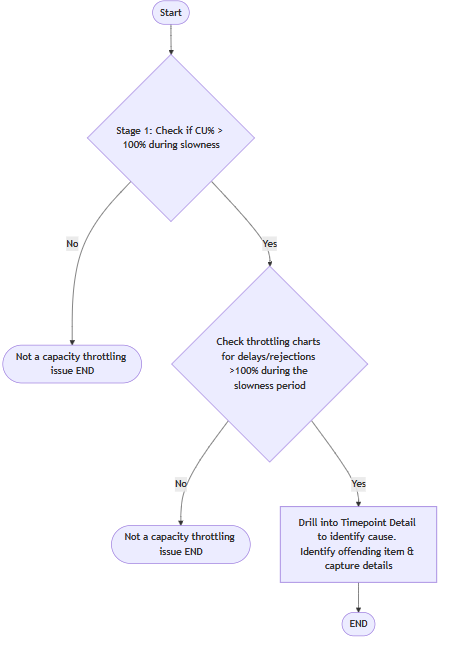 Start
Stage 1: Check if CU% >
100% during slowness
No
Yes
Not a capacity throttling
issue END
Check throttling charts
for delays/rejections
>100% during the
slowness period
No
Yes
Not a capacity throttling
issue END
Drill into Timepoint Detail
to identify cause.
Identify offending item &
capture details
END